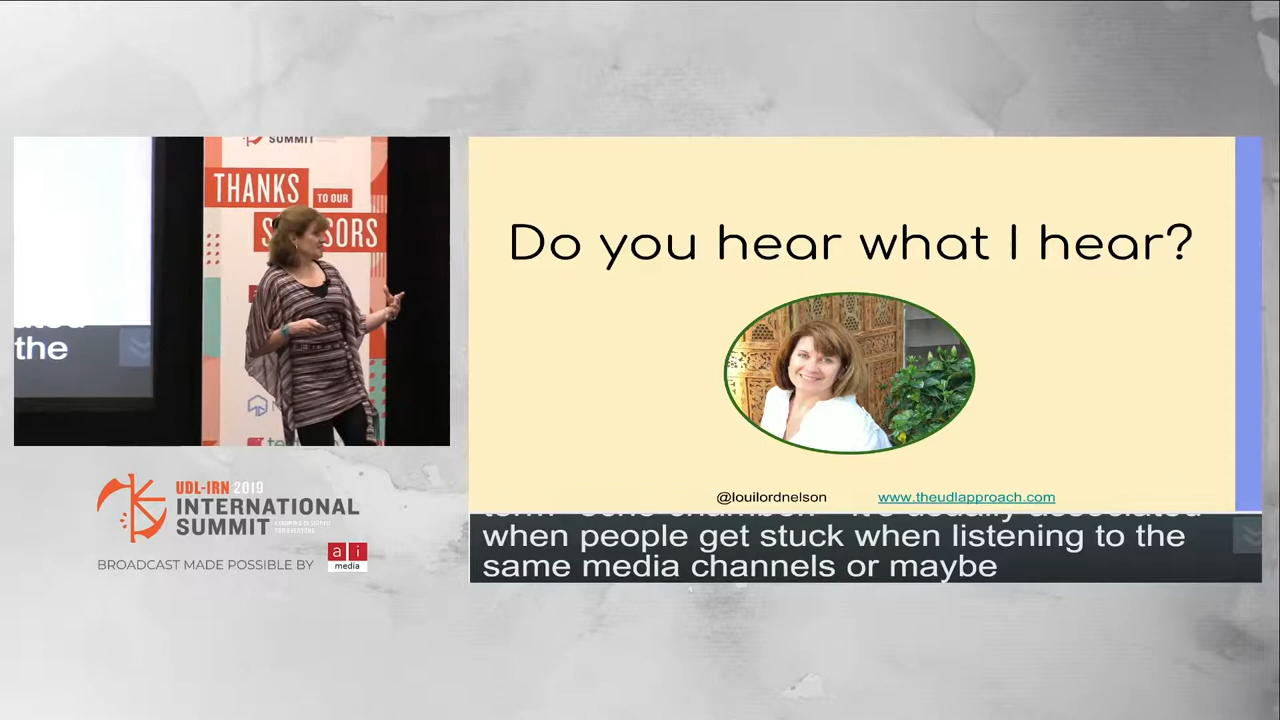 SUMMIT
THANKS
TO OUR
the
UDL-IRN 2019
INTERNATIONAL
SUMMIT
BROADCAST MADE POSSIBLE BY
ai
media
Do you hear what I hear?
@louilordnelson
www.theudlapproach.com
when people get stuck when listening to the
same media channels or maybe